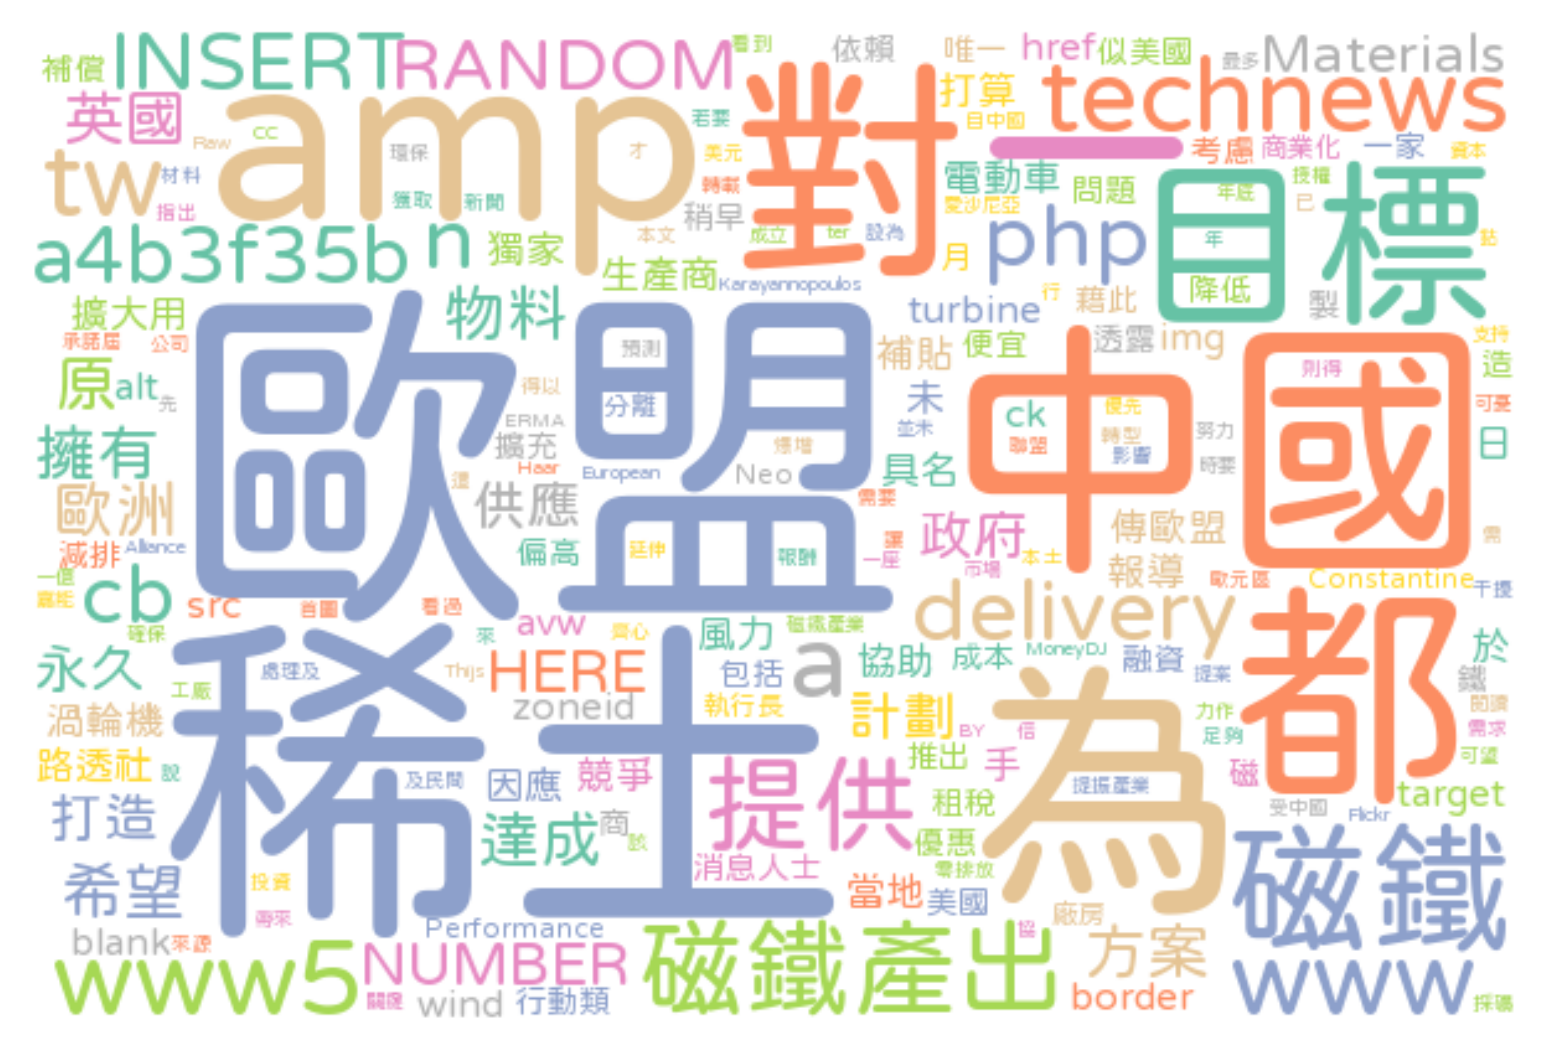 補償 INSERT RANDOM 看到 依賴 唯一 href 似美國 最多 Materials
英國 amp 對 打算 technews
Raw cc 若要 目中國
tw 材料 環保 才 美元 一 考慮 商業化 一家 資本
指出 獲取 新聞 轉載 電動車 問題 目標 年底 授權
稍早 愛沙尼亞 已
a4b3f35b n 獨家 本文 成立 ter 設為 月 php 年 鈷
生產商 Karayannopoulos 降低
擴大用 物料 turbine 行 藉此 製
承諾屆 公司 預測 補貼 便宜 透露 img 支持
原 alt 先 歐盟 得以 分離 未 中國 則得 造
ERMA 並未 ck 優先 可憂
擁有 擴充 爆增 聯盟 轉型 影響 努力 日
Haar European Neo 具名 時要
歐洲 這 供應 需要 政府 傳歐盟 需
減排 Alliance 偏高 延伸 報酬 讓 一座 市場 本土 報導
一億 嘉能 cb src 首圖 看過 歐元區 Constantine 干擾
確保 來 avw 齊心 風力 磁鐵產業 delivery
永久 稀土 處理及 Thijs HERE 包括 a 協助 成本 MoneyDJ 融資 提案 都 於
工廠 zoneid 執行長 為 鐵
渦輪機 計劃 BY 倍 力作 閱讀
需求 足夠
路透社 說 及民間 因應 競爭 提供 推出 手 提振產業 磁 可望
打造 達成 商 該 租稅 受中國 Flickr target
希望 投資 消息人士 優惠 零排放 磁鐵
當地 美國
blank 來源 帶來 Performance 廠房
www5 NUMBER 磁鐵產出 協 方案 www
關係 wind 行動類 border 採礦